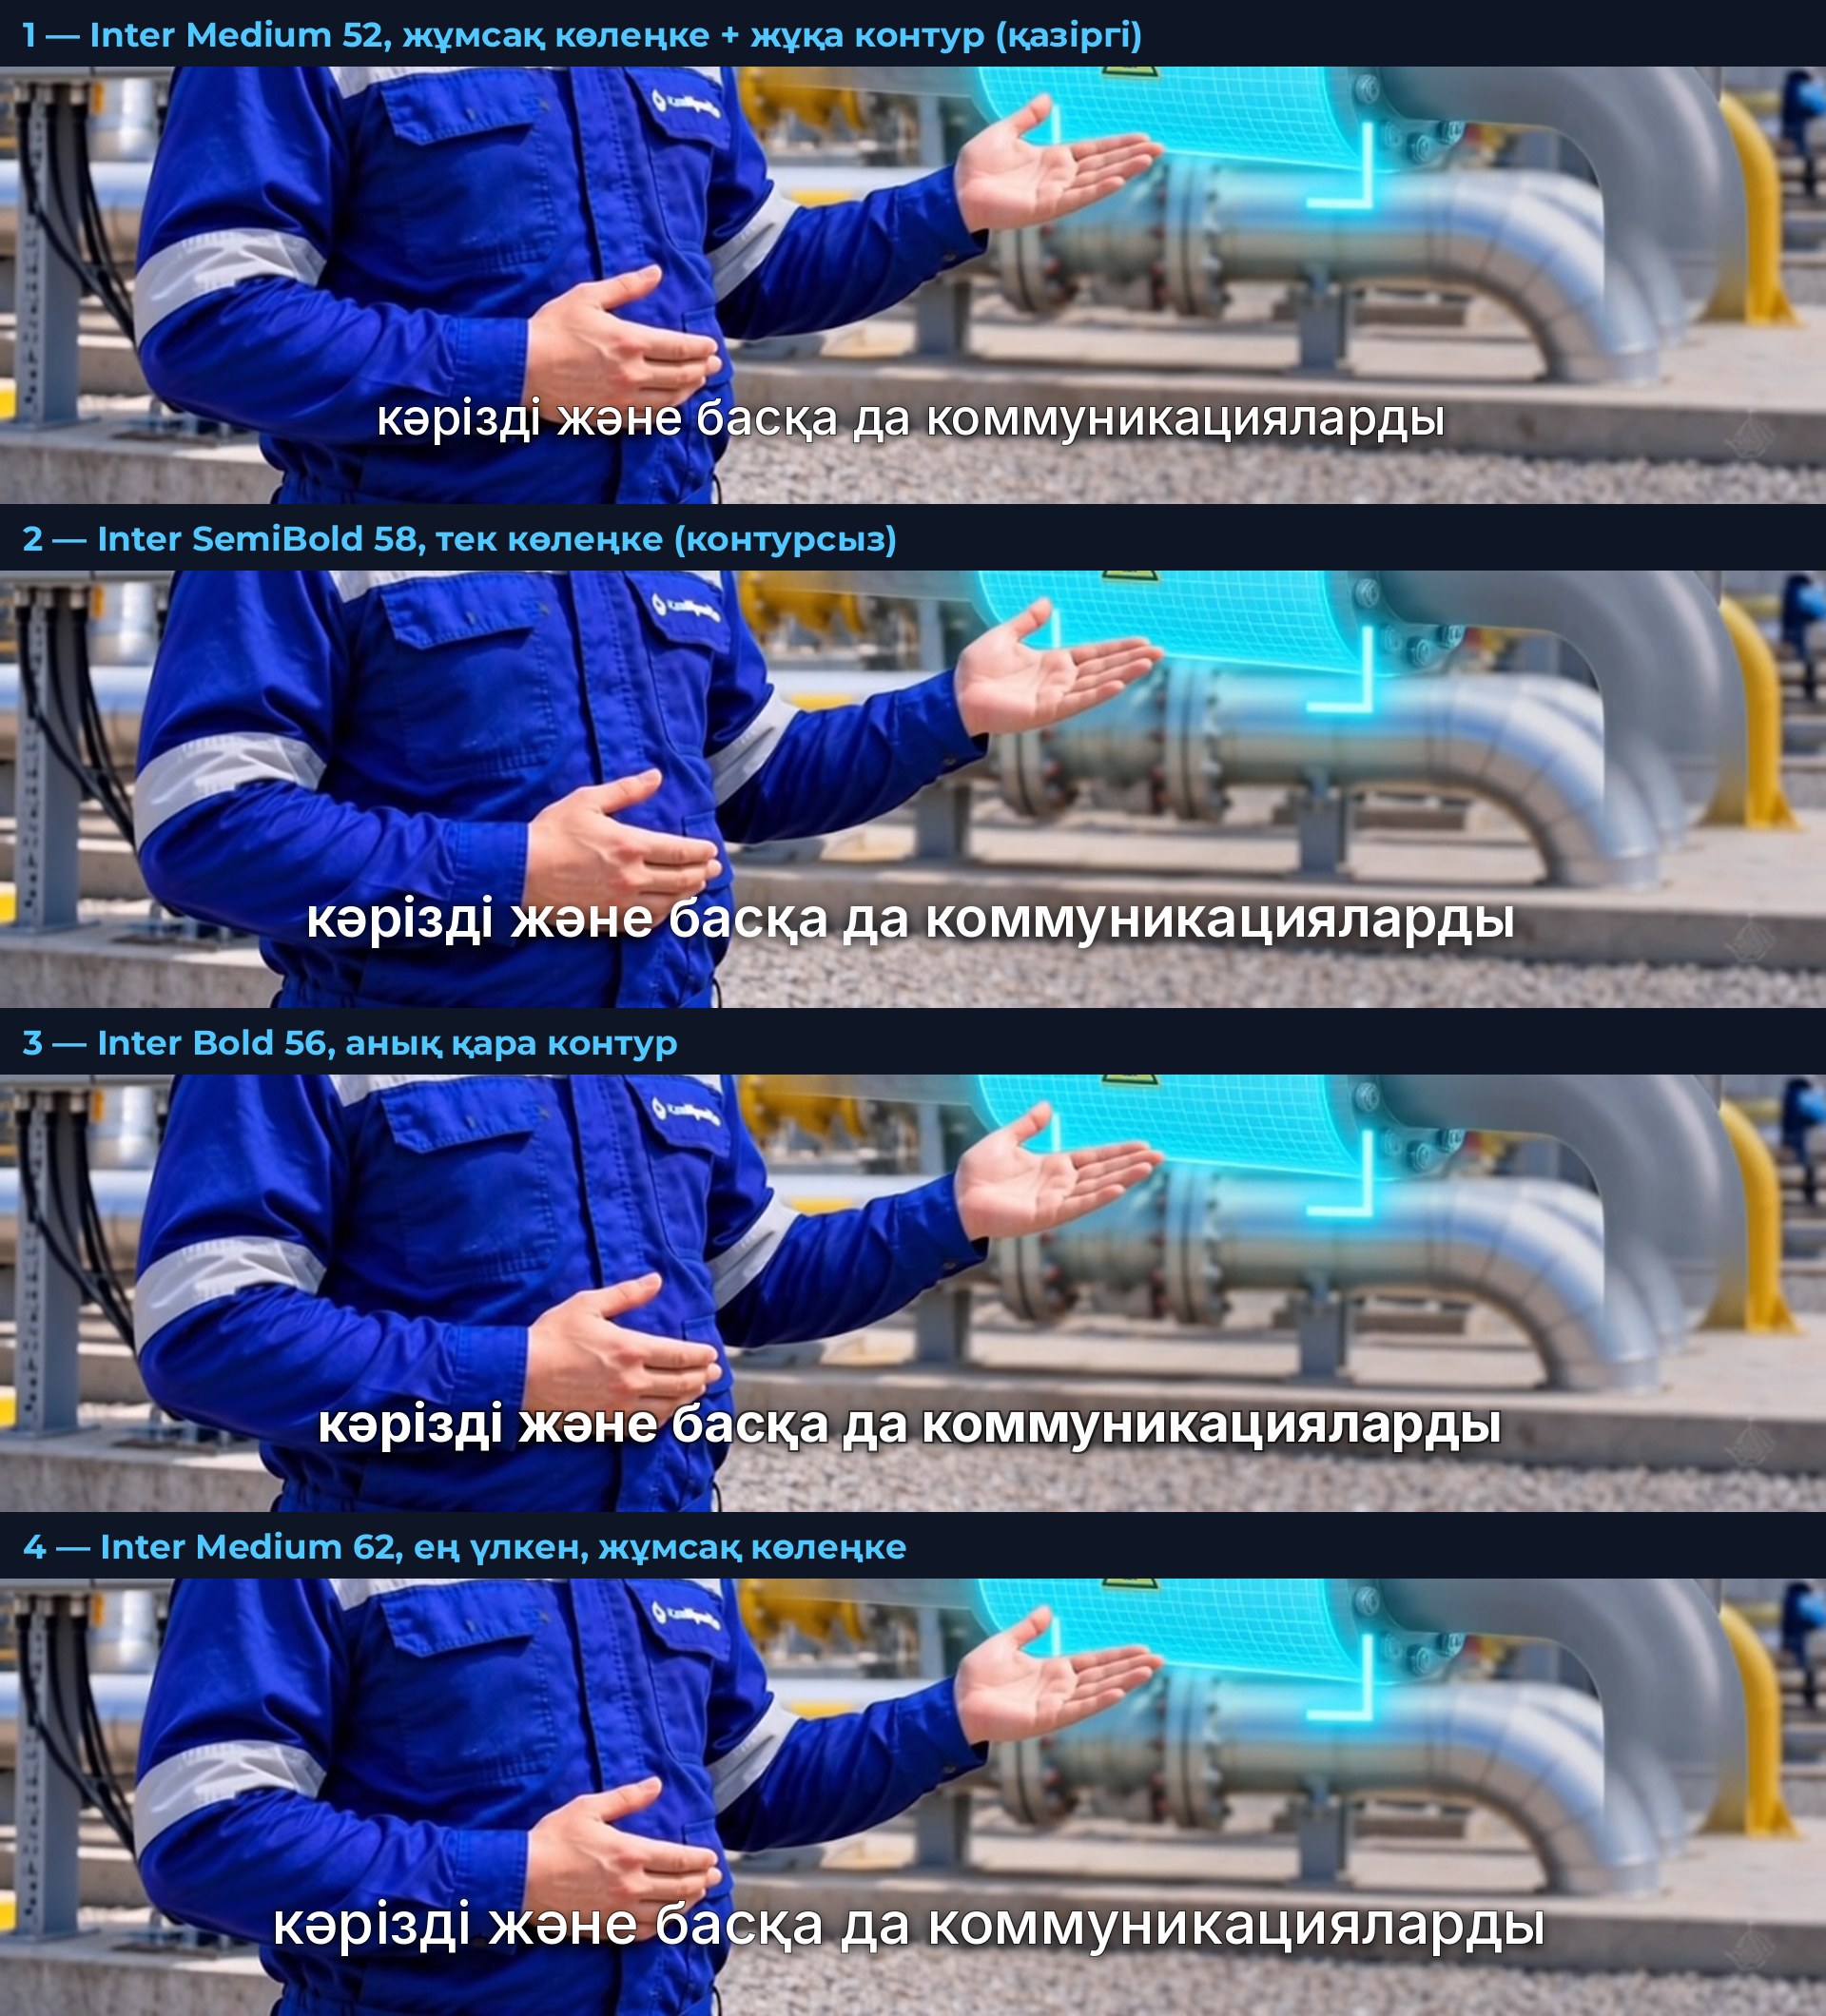 1 — Inter Medium 52, жұмсақ көлеңке + жұқа контур (қазіргі)
кәрізді және басқа да коммуникацияларды
2 — Inter SemiBold 58, тек көлеңке (контурсыз)
кәрізді және басқа да коммуникацияларды
3 — Inter Bold 56, анық қара контур
кәрізді және басқа да коммуникацияларды
4 — Inter Medium 62, ең үлкен, жұмсақ көлеңке
кәрізді және басқа да коммуникацияларды